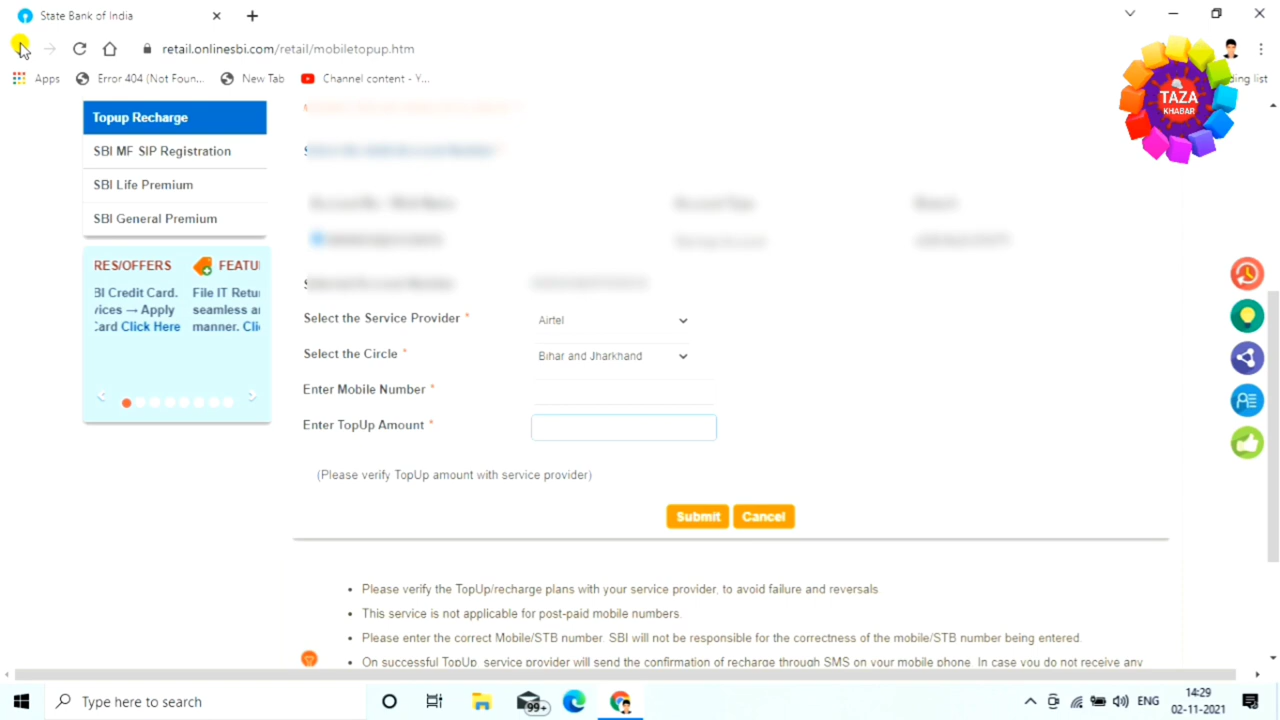 State Bank of India
retail.onlinesbi.com/retail/mobiletopup.htm
Apps
Error 404 (Not Foun...
New Tab
Channel content - Y...
ding list
TAZA
KHABAR
Topup Recharge
SBI MF SIP Registration
SBI Life Premium
SBI General Premium
RES/OFFERS
FEATU
BI Credit Card.
vices → Apply
Card Click Here
File IT Retu
seamless a
manner. Cli
Select the Service Provider *
Airtel
Select the Circle *
Bihar and Jharkhand
Enter Mobile Number *
Enter TopUp Amount *
(Please verify TopUp amount with service provider)
Submit
Cancel
• Please verify the TopUp/recharge plans with your service provider, to avoid failure and reversals
• This service is not applicable for post-paid mobile numbers.
• Please enter the correct Mobile/STB number. SBI will not be responsible for the correctness of the mobile/STB number being entered.
• On successful TopUp, service provider will send the confirmation of recharge through SMS on your mobile phone. In case you do not receive any
Type here to search
99+
ENG
14:29
02-11-2021